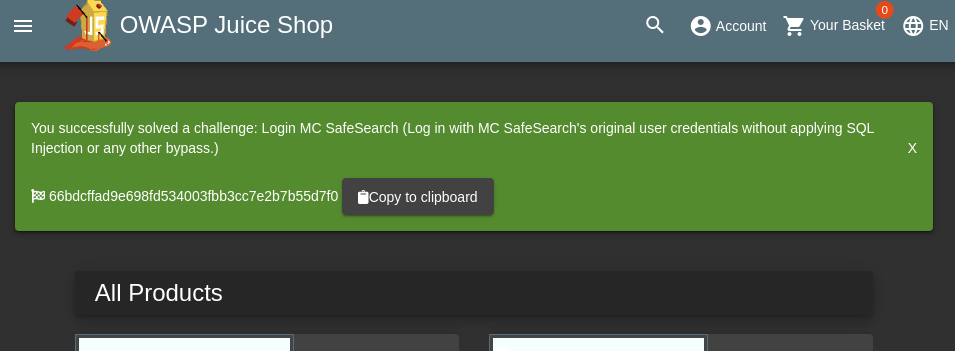 OWASP Juice Shop
Account
Your Basket
0
EN
You successfully solved a challenge: Login MC SafeSearch (Log in with MC SafeSearch's original user credentials without applying SQL
Injection or any other bypass.)
X
66bdcffad9e698fd534003fbb3cc7e2b7b55d7f0
Copy to clipboard
All Products